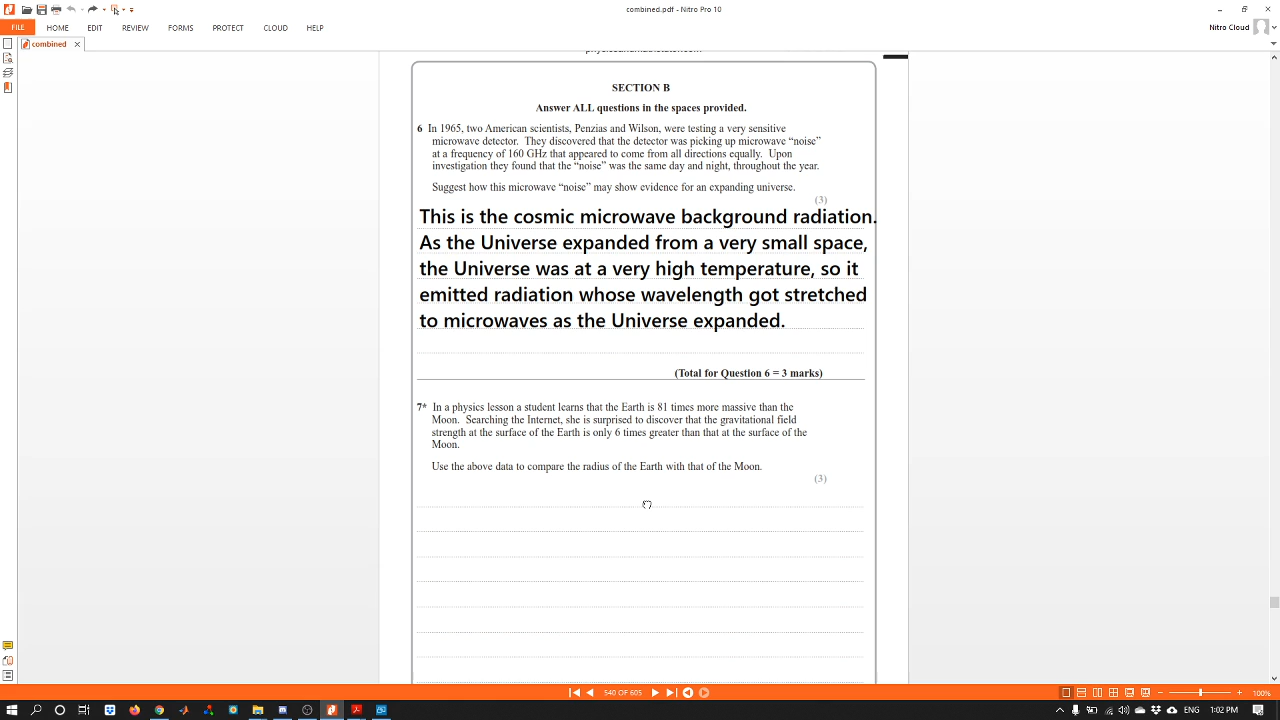 combined.pdf - Nitro Pro 10
FILE
HOME
EDIT
REVIEW
FORMS
PROTECT
CLOUD
HELP
Nitro Cloud
combined
SECTION B
Answer ALL questions in the spaces provided.
6 In 1965, two American scientists, Penzias and Wilson, were testing a very sensitive
microwave detector. They discovered that the detector was picking up microwave “noise”
at a frequency of 160 GHz that appeared to come from all directions equally. Upon
investigation they found that the “noise” was the same day and night, throughout the year.
Suggest how this microwave “noise” may show evidence for an expanding universe.
(3)
This is the cosmic microwave background radiation.
As the Universe expanded from a very small space,
the Universe was at a very high temperature, so it
emitted radiation whose wavelength got stretched
to microwaves as the Universe expanded.
(Total for Question 6 = 3 marks)
7* In a physics lesson a student learns that the Earth is 81 times more massive than the
Moon. Searching the Internet, she is surprised to discover that the gravitational field
strength at the surface of the Earth is only 6 times greater than that at the surface of the
Moon.
Use the above data to compare the radius of the Earth with that of the Moon.
(3)
540 OF 605
100%
ENG
1:02 PM